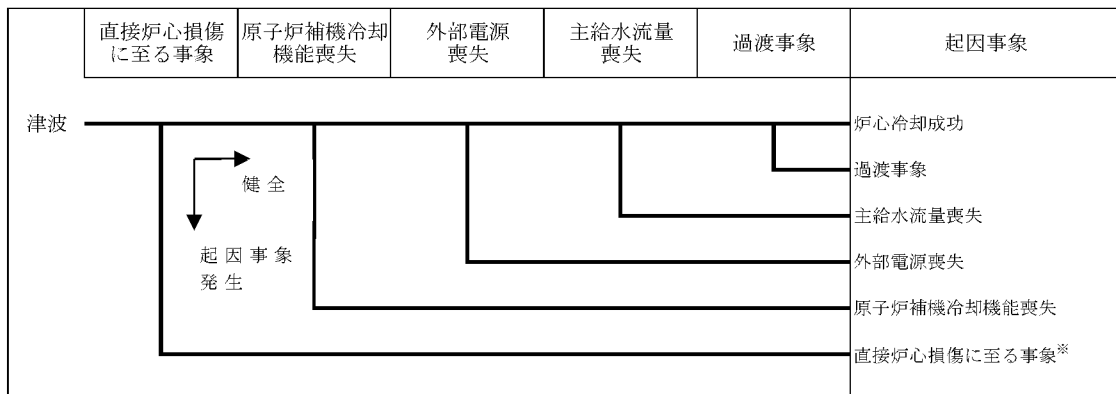 直接炉心損傷
に至る事象
原子炉補機冷却
機能喪失
外部電源
喪失
主給水流量
喪失
過渡事象
起因事象
津波
炉心冷却成功
過渡事象
健全
主給水流量喪失
起因事象
発生
外部電源喪失
原子炉補機冷却機能喪失
直接炉心損傷に至る事象※